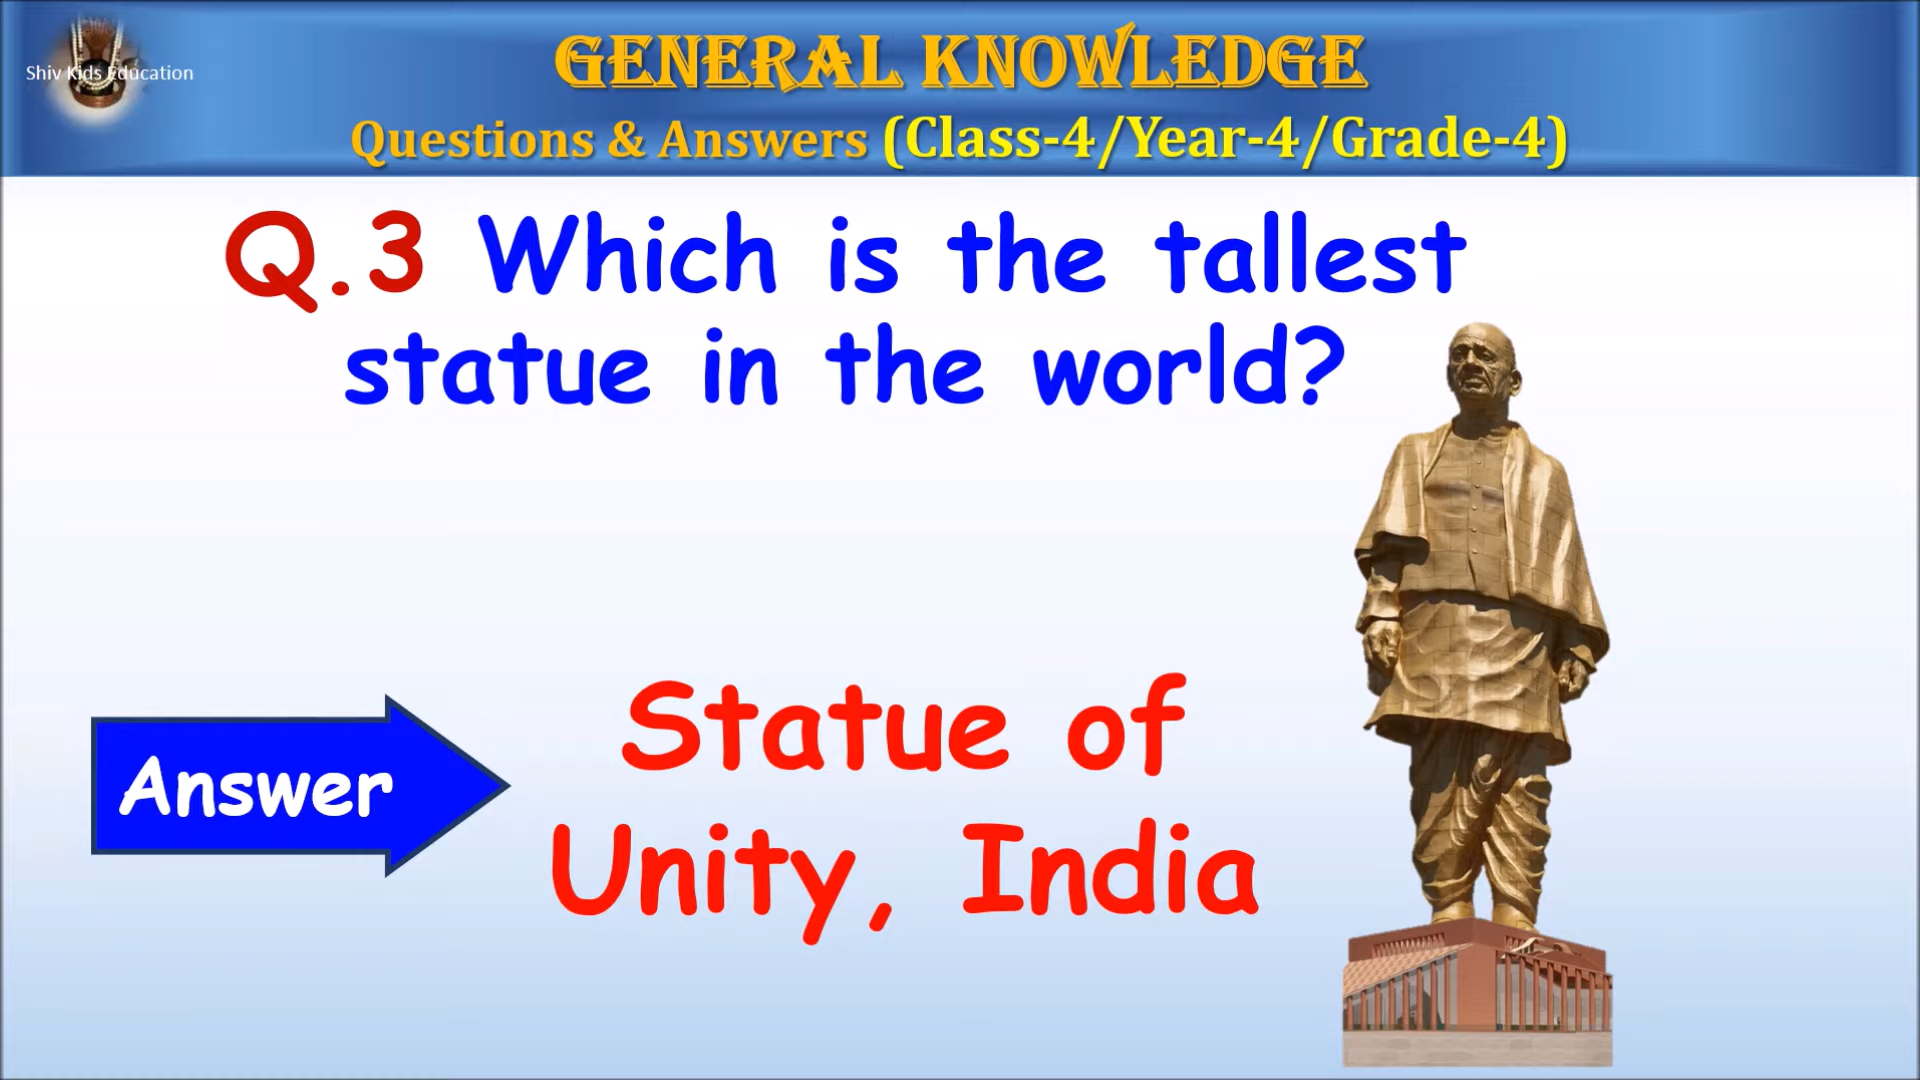 Shiv Kids Education
GENERAL KNOWLEDGE
Questions & Answers (Class-4/Year-4/Grade-4)
Q.3 Which is the tallest
statue in the world?
Answer
Statue of
Unity, India